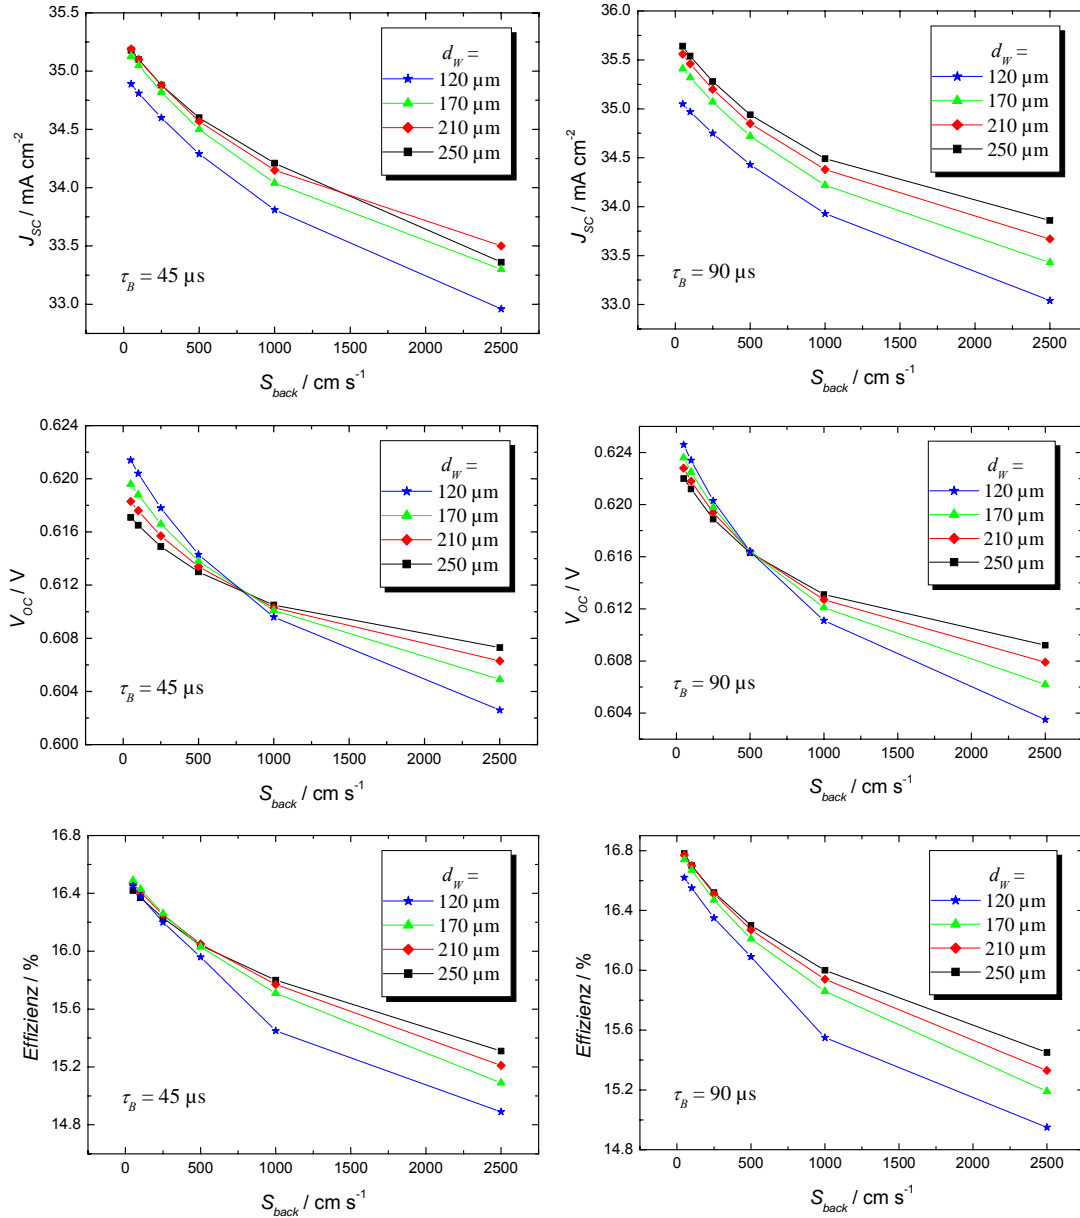 35.5
35.0
34.5
34.0
33.5
33.0
J_SC / mA cm⁻²
d_W =
120 µm
170 µm
210 µm
250 µm
τ_B = 45 µs
0 500 1000 1500 2000 2500
S_back / cm s⁻¹
36.0
35.5
35.0
34.5
34.0
33.5
33.0
J_SC / mA cm⁻²
d_W =
120 µm
170 µm
210 µm
250 µm
τ_B = 90 µs
0 500 1000 1500 2000 2500
S_back / cm s⁻¹
0.624
0.620
0.616
0.612
0.608
0.604
0.600
V_OC / V
d_W =
120 µm
170 µm
210 µm
250 µm
τ_B = 45 µs
0 500 1000 1500 2000 2500
S_back / cm s⁻¹
0.624
0.620
0.616
0.612
0.608
0.604
V_OC / V
d_W =
120 µm
170 µm
210 µm
250 µm
τ_B = 90 µs
0 500 1000 1500 2000 2500
S_back / cm s⁻¹
16.8
16.4
16.0
15.6
15.2
14.8
Effizienz / %
d_W =
120 µm
170 µm
210 µm
250 µm
τ_B = 45 µs
0 500 1000 1500 2000 2500
S_back / cm s⁻¹
16.8
16.4
16.0
15.6
15.2
14.8
Effizienz / %
d_W =
120 µm
170 µm
210 µm
250 µm
τ_B = 90 µs
0 500 1000 1500 2000 2500
S_back / cm s⁻¹